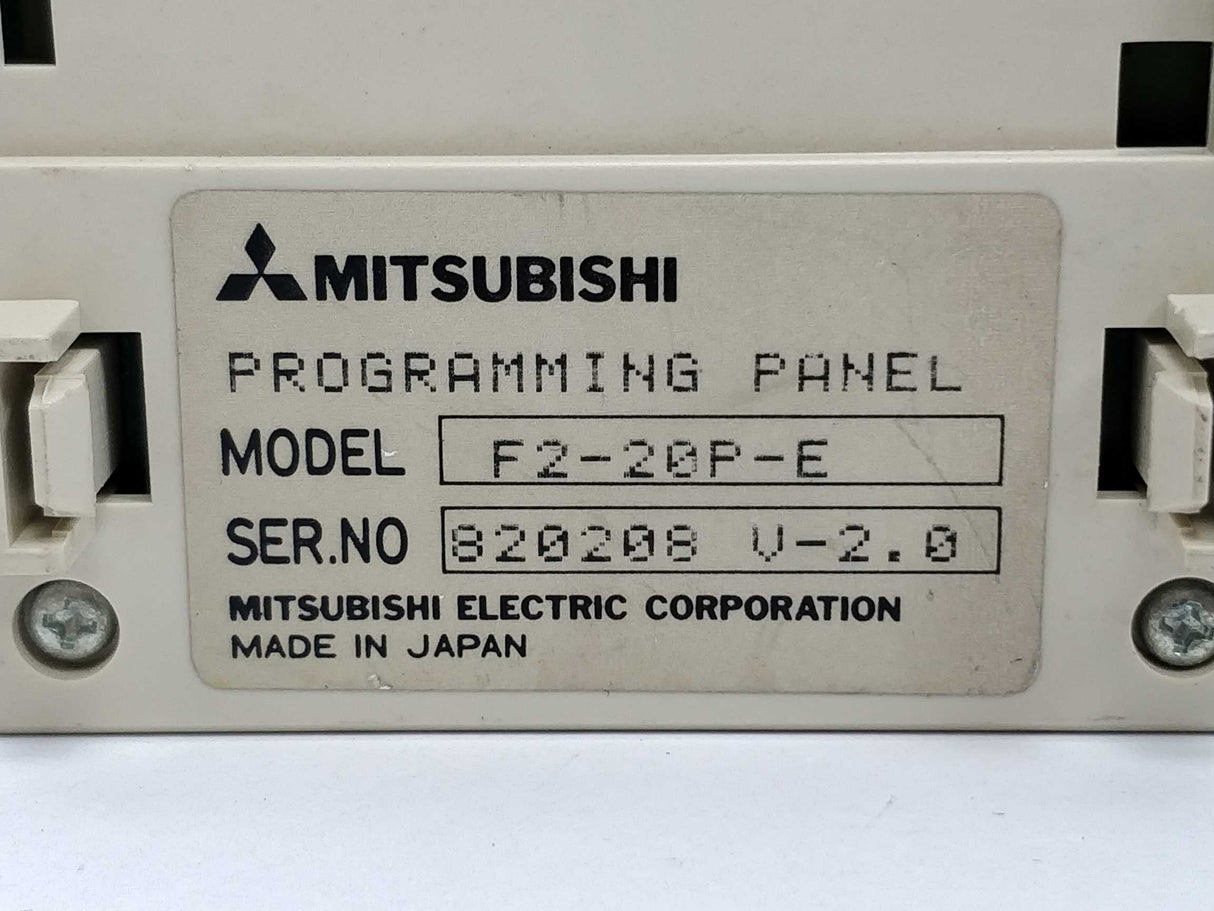 MITSUBISHI
PROGRAMMING PANEL
MODEL F2-20P-E
SER.NO 820208 V-2.0
MITSUBISHI ELECTRIC CORPORATION
MADE IN JAPAN